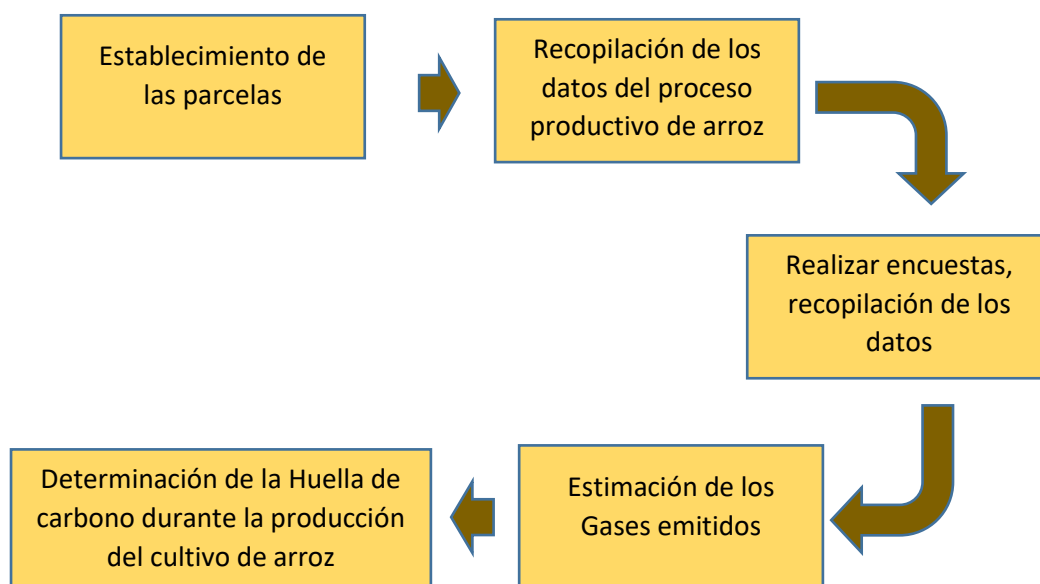 Establecimiento de
las parcelas
Recopilación de los
datos del proceso
productivo de arroz
Realizar encuestas,
recopilación de los
datos
Estimación de los
Gases emitidos
Determinación de la Huella de
carbono durante la producción
del cultivo de arroz